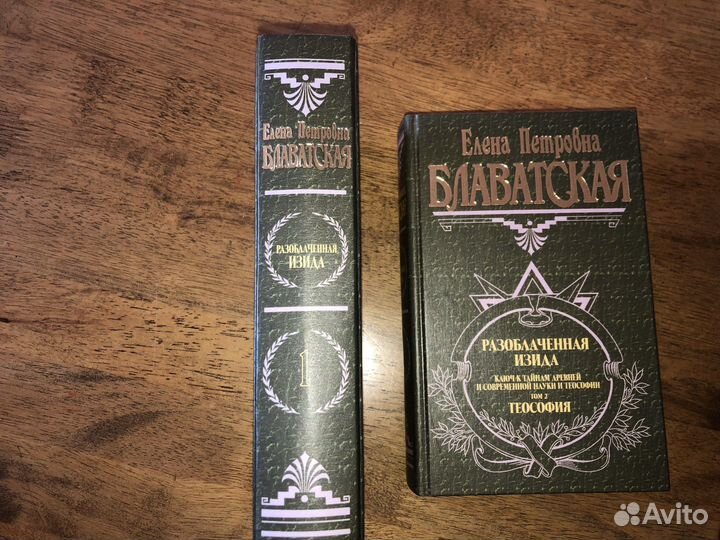 Елена Петровна
БЛАВАТСКАЯ
РАЗОБЛАЧЕННАЯ
ИЗИДА
1
Елена Петровна
БЛАВАТСКАЯ
РАЗОБЛАЧЕННАЯ
ИЗИДА
КЛЮЧ К ТАЙНАМ ДРЕВНЕЙ
И СОВРЕМЕННОЙ НАУКИ И ТЕОСОФИИ
ТОМ 2
ТЕОСОФИЯ
Avito